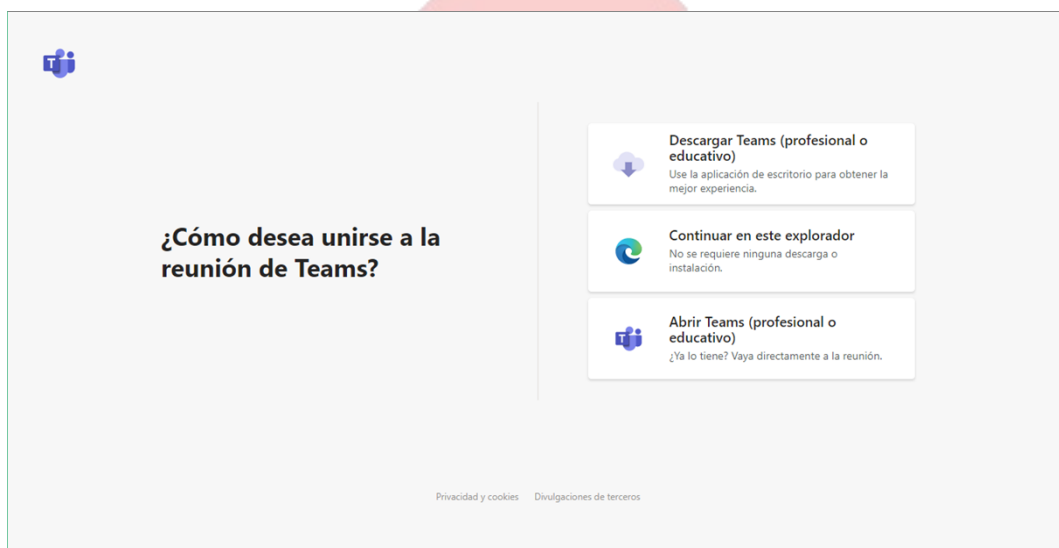 ¿Cómo desea unirse a la
reunión de Teams?
Descargar Teams (profesional o
educativo)
Use la aplicación de escritorio para obtener la
mejor experiencia.
Continuar en este explorador
No se requiere ninguna descarga o
instalación.
Abrir Teams (profesional o
educativo)
¿Ya lo tiene? Vaya directamente a la reunión.
Privacidad y cookies Divulgaciones de terceros